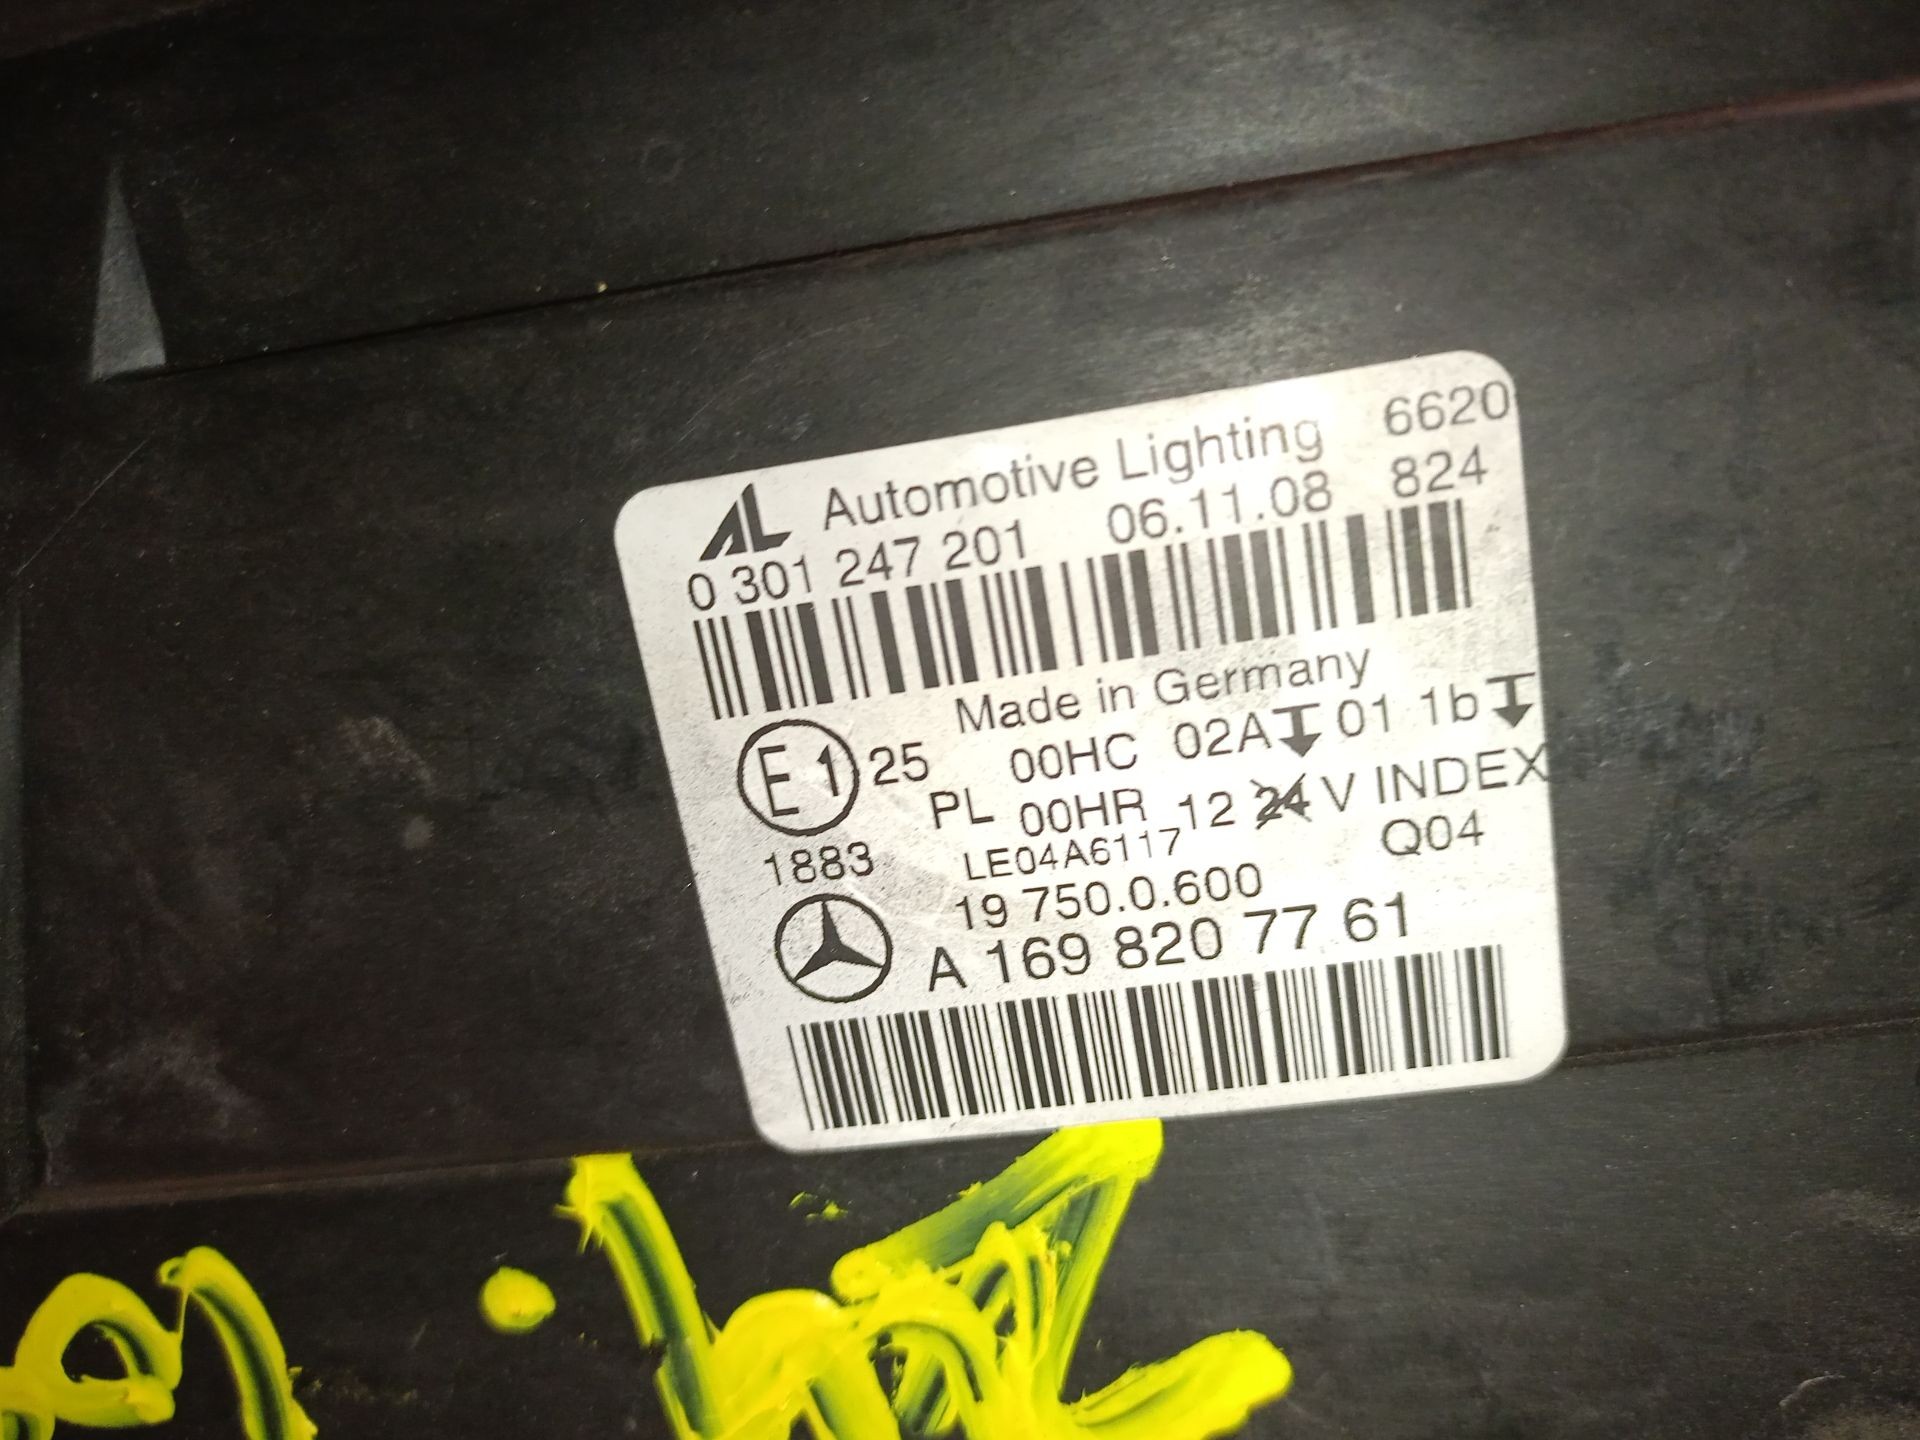 AL Automotive Lighting 6620
0 301 247 201 06.11.08 824
Made in Germany
E1 25 00HC 02A 01 1b
PL 00HR 12 24 V INDEX
1883 LE04A6117 Q04
19 750.0.600
A 169 820 77 61